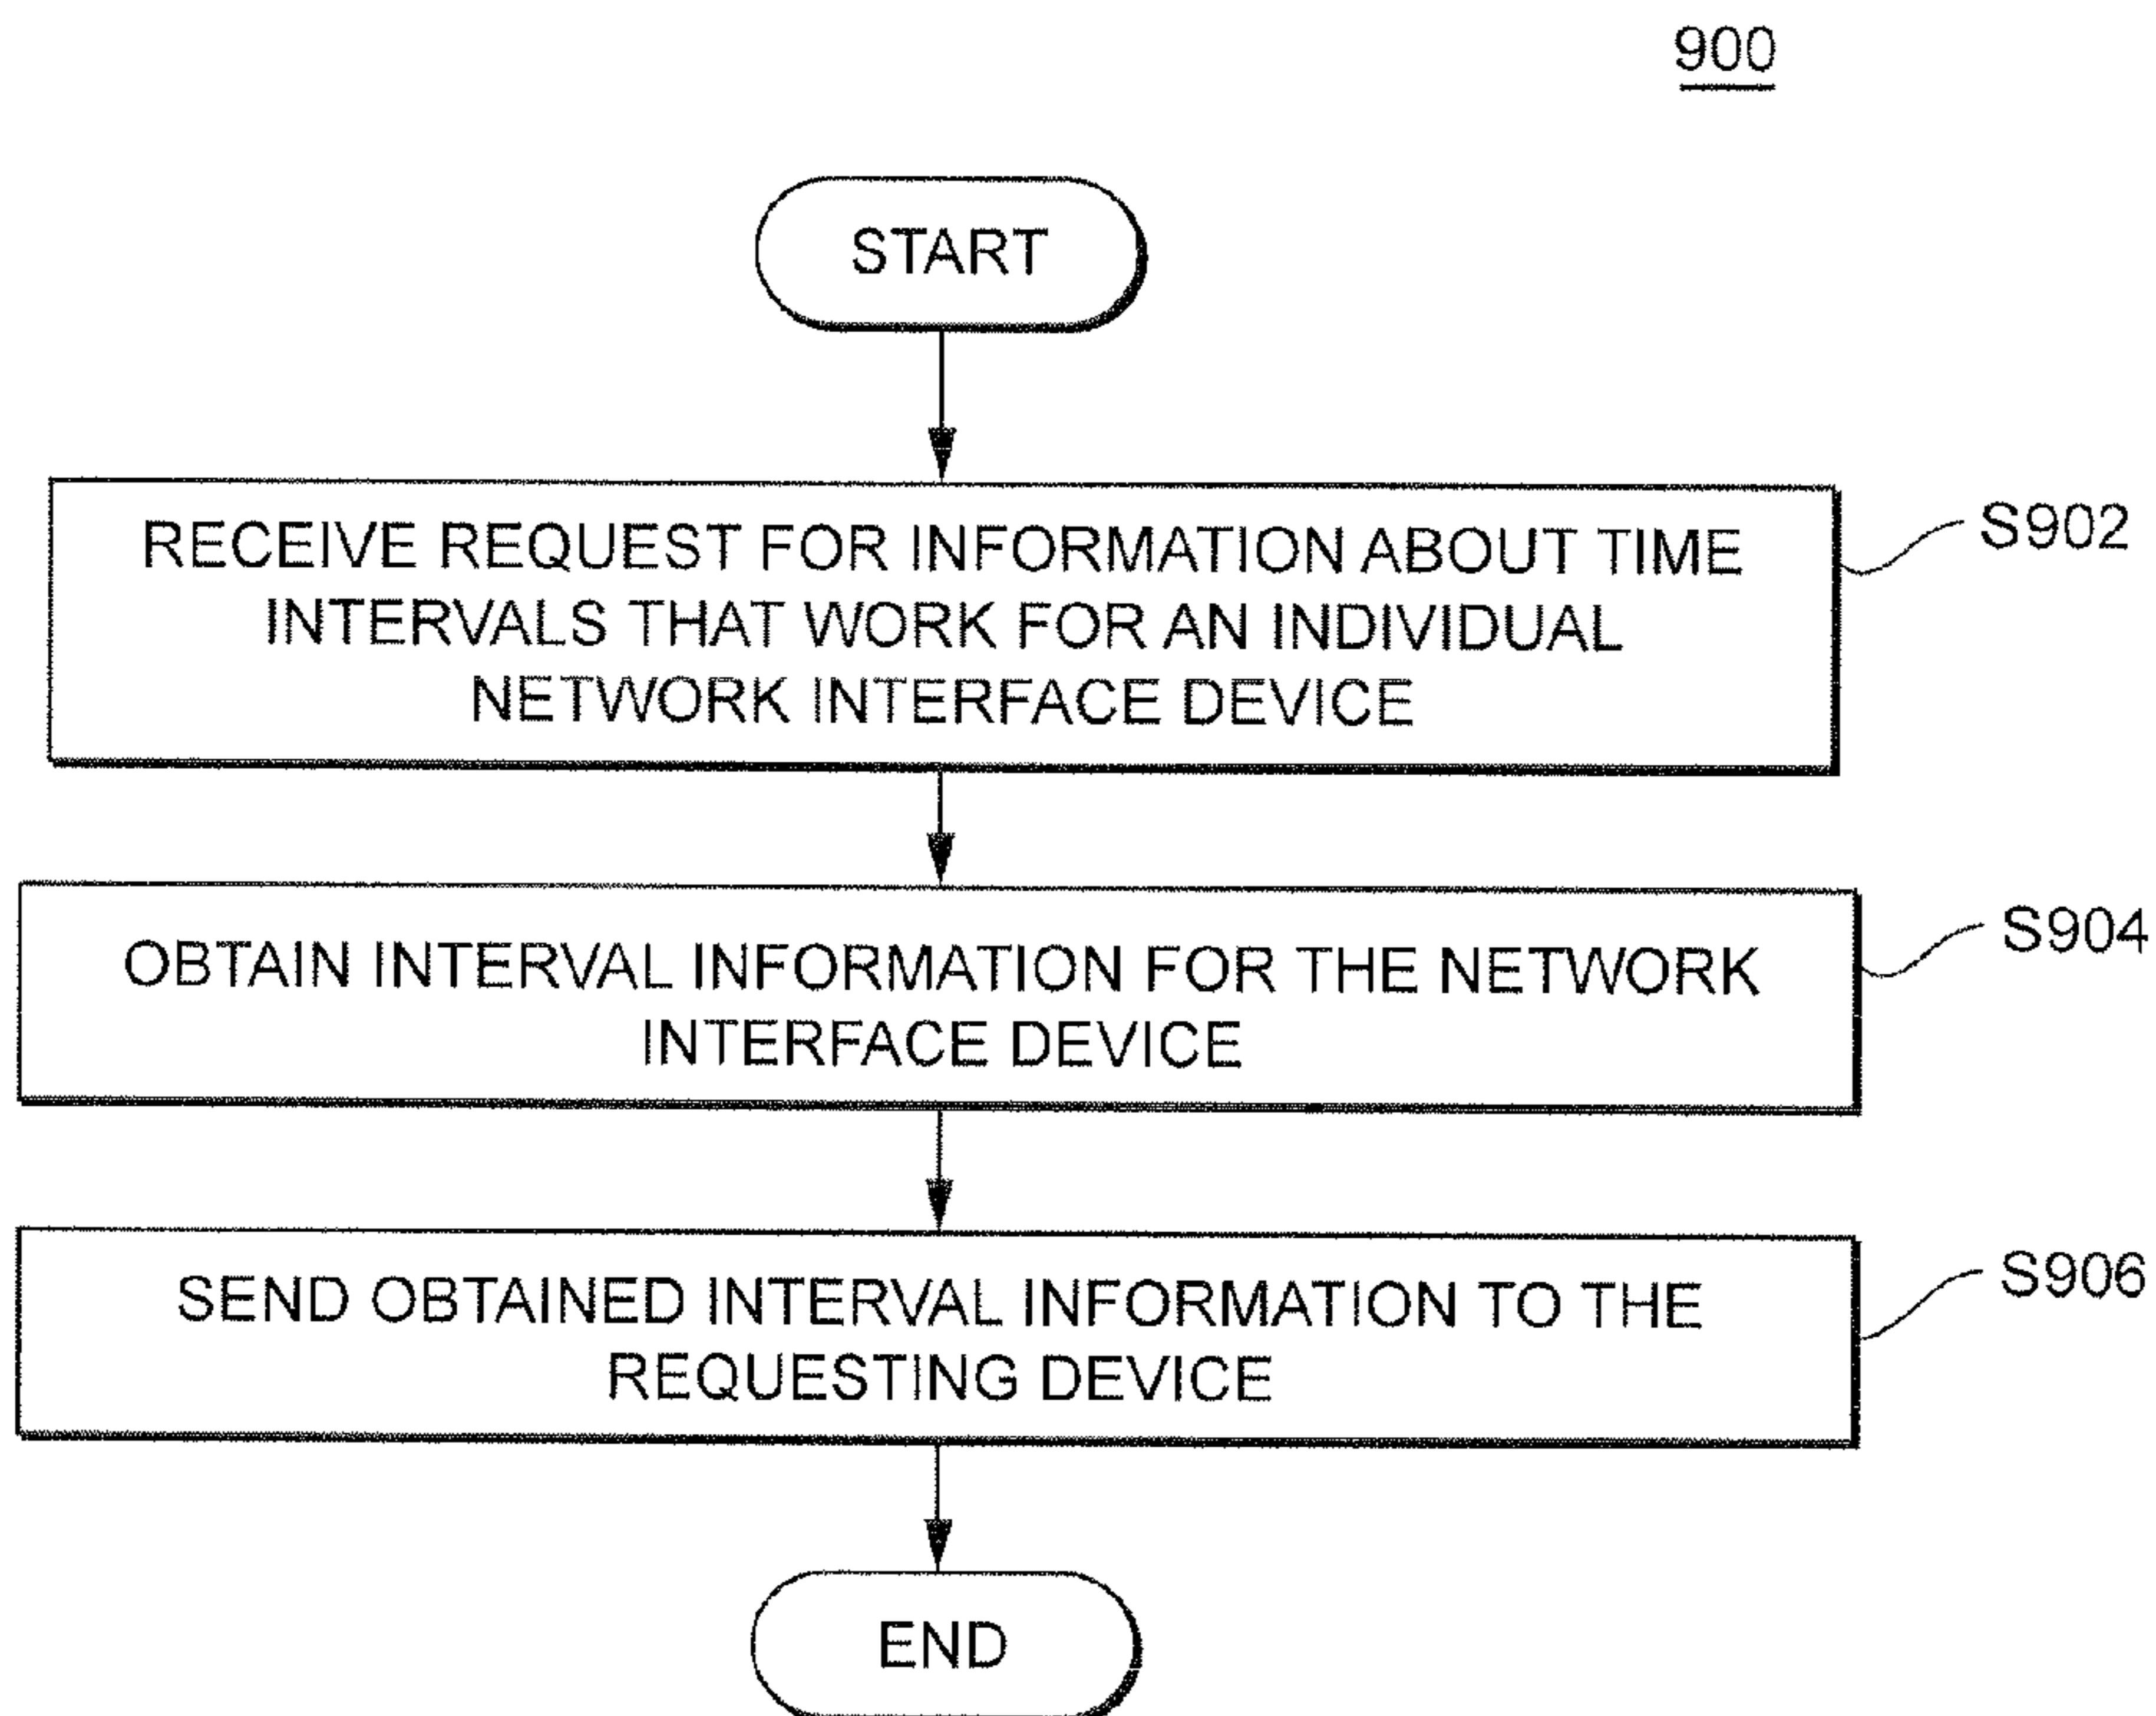 900
START
RECEIVE REQUEST FOR INFORMATION ABOUT TIME
INTERVALS THAT WORK FOR AN INDIVIDUAL
NETWORK INTERFACE DEVICE
S902
OBTAIN INTERVAL INFORMATION FOR THE NETWORK
INTERFACE DEVICE
S904
SEND OBTAINED INTERVAL INFORMATION TO THE
REQUESTING DEVICE
S906
END